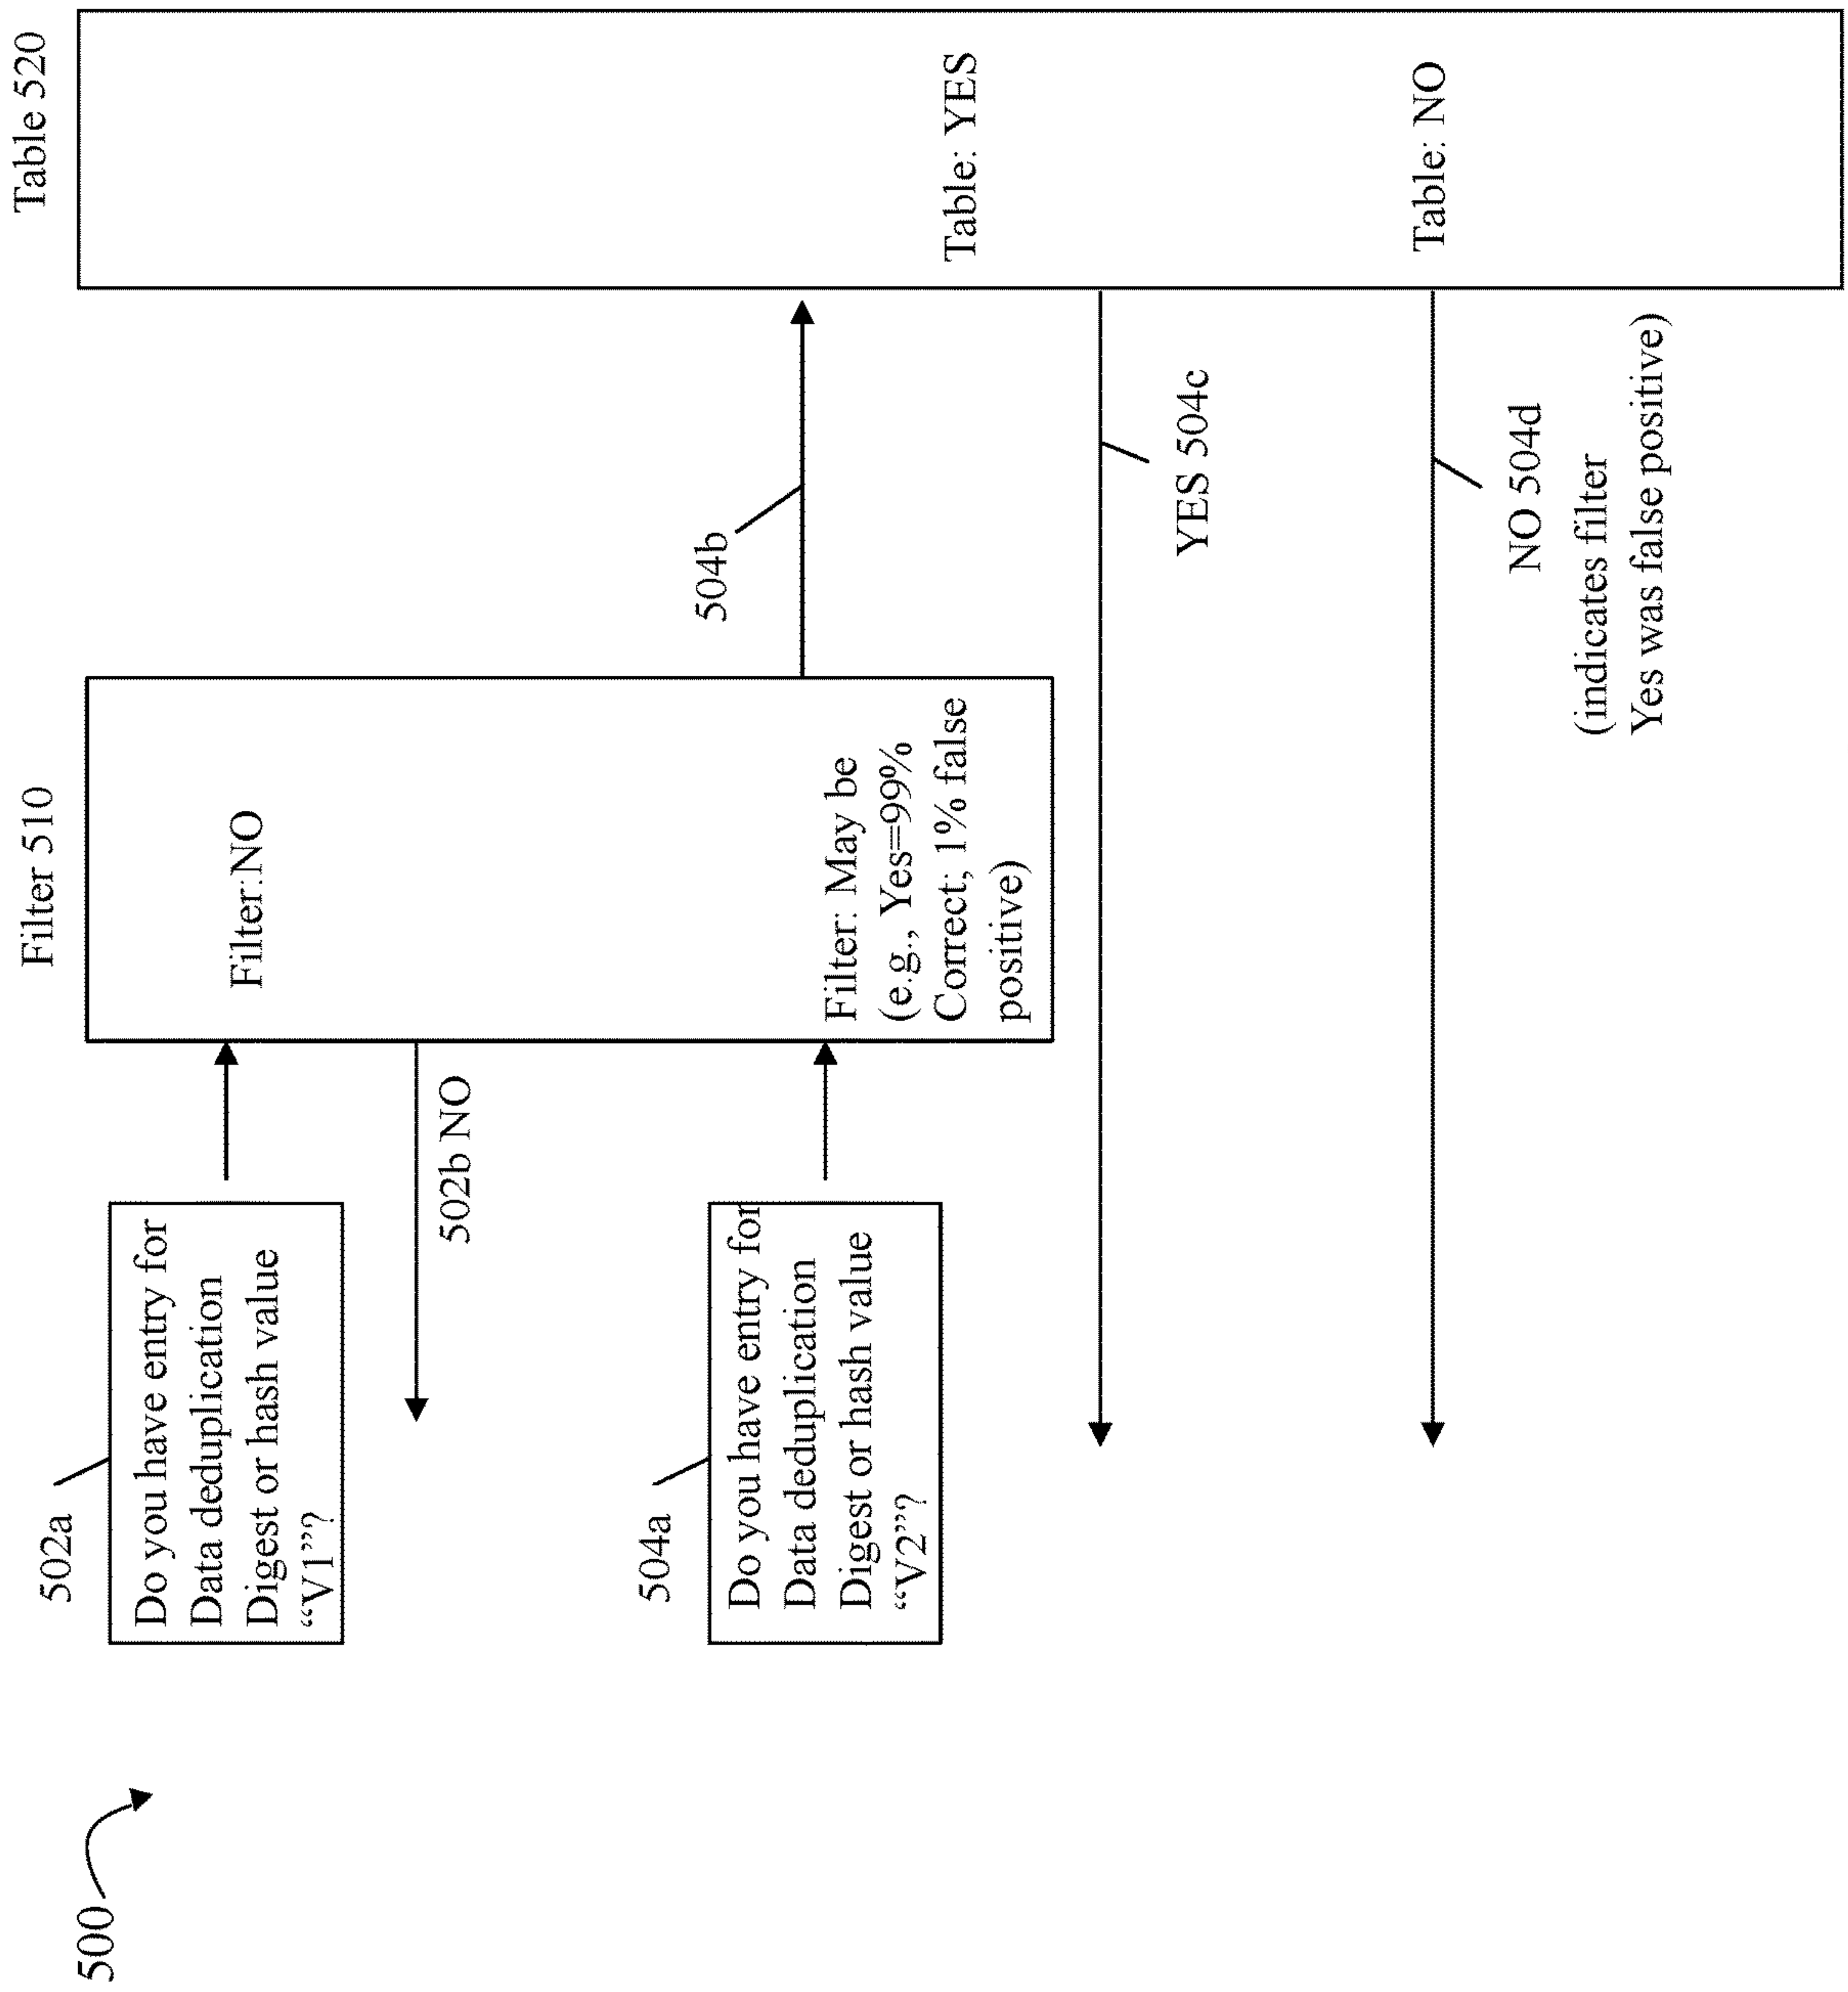 500
Filter 510
Table 520
502a
Do you have entry for
Data deduplication
Digest or hash value
“V1”?
Filter:NO
502b NO
504a
Do you have entry for
Data deduplication
Digest or hash value
“V2”?
504b
Filter: May be
(e.g., Yes=99%
Correct; 1% false
positive)
Table: YES
YES 504c
Table: NO
NO 504d
(indicates filter
Yes was false positive)